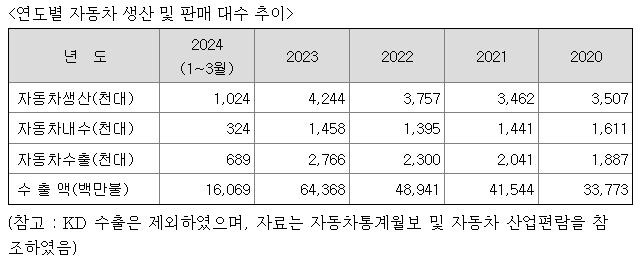 <연도별 자동차 생산 및 판매 대수 추이>
년 도 2024 (1~3월) 2023 2022 2021 2020
자동차생산(천대) 1,024 4,244 3,757 3,462 3,507
자동차내수(천대) 324 1,458 1,395 1,441 1,611
자동차수출(천대) 689 2,766 2,300 2,041 1,887
수 출 액(백만불) 16,069 64,368 48,941 41,544 33,773
(참고 : KD 수출은 제외하였으며, 자료는 자동차통계월보 및 자동차 산업편람을 참
조하였음)